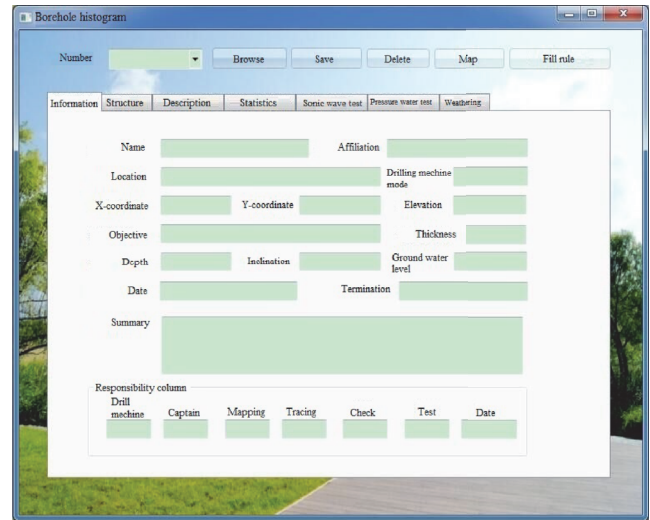 Borehole histogram
Number Browse Save Delete Map Fill rule
Information Structure Description Statistics Sonic wave test Pressure water test Weathering
Name Affiliation
Location Drilling mechine
mode
X-coordinate Y-coordinate Elevation
Objective Thickness
Depth Inclination Ground water
level
Date Termination
Summary
Responsibility column
Drill
mechine Captain Mapping Tracing Check Test Date